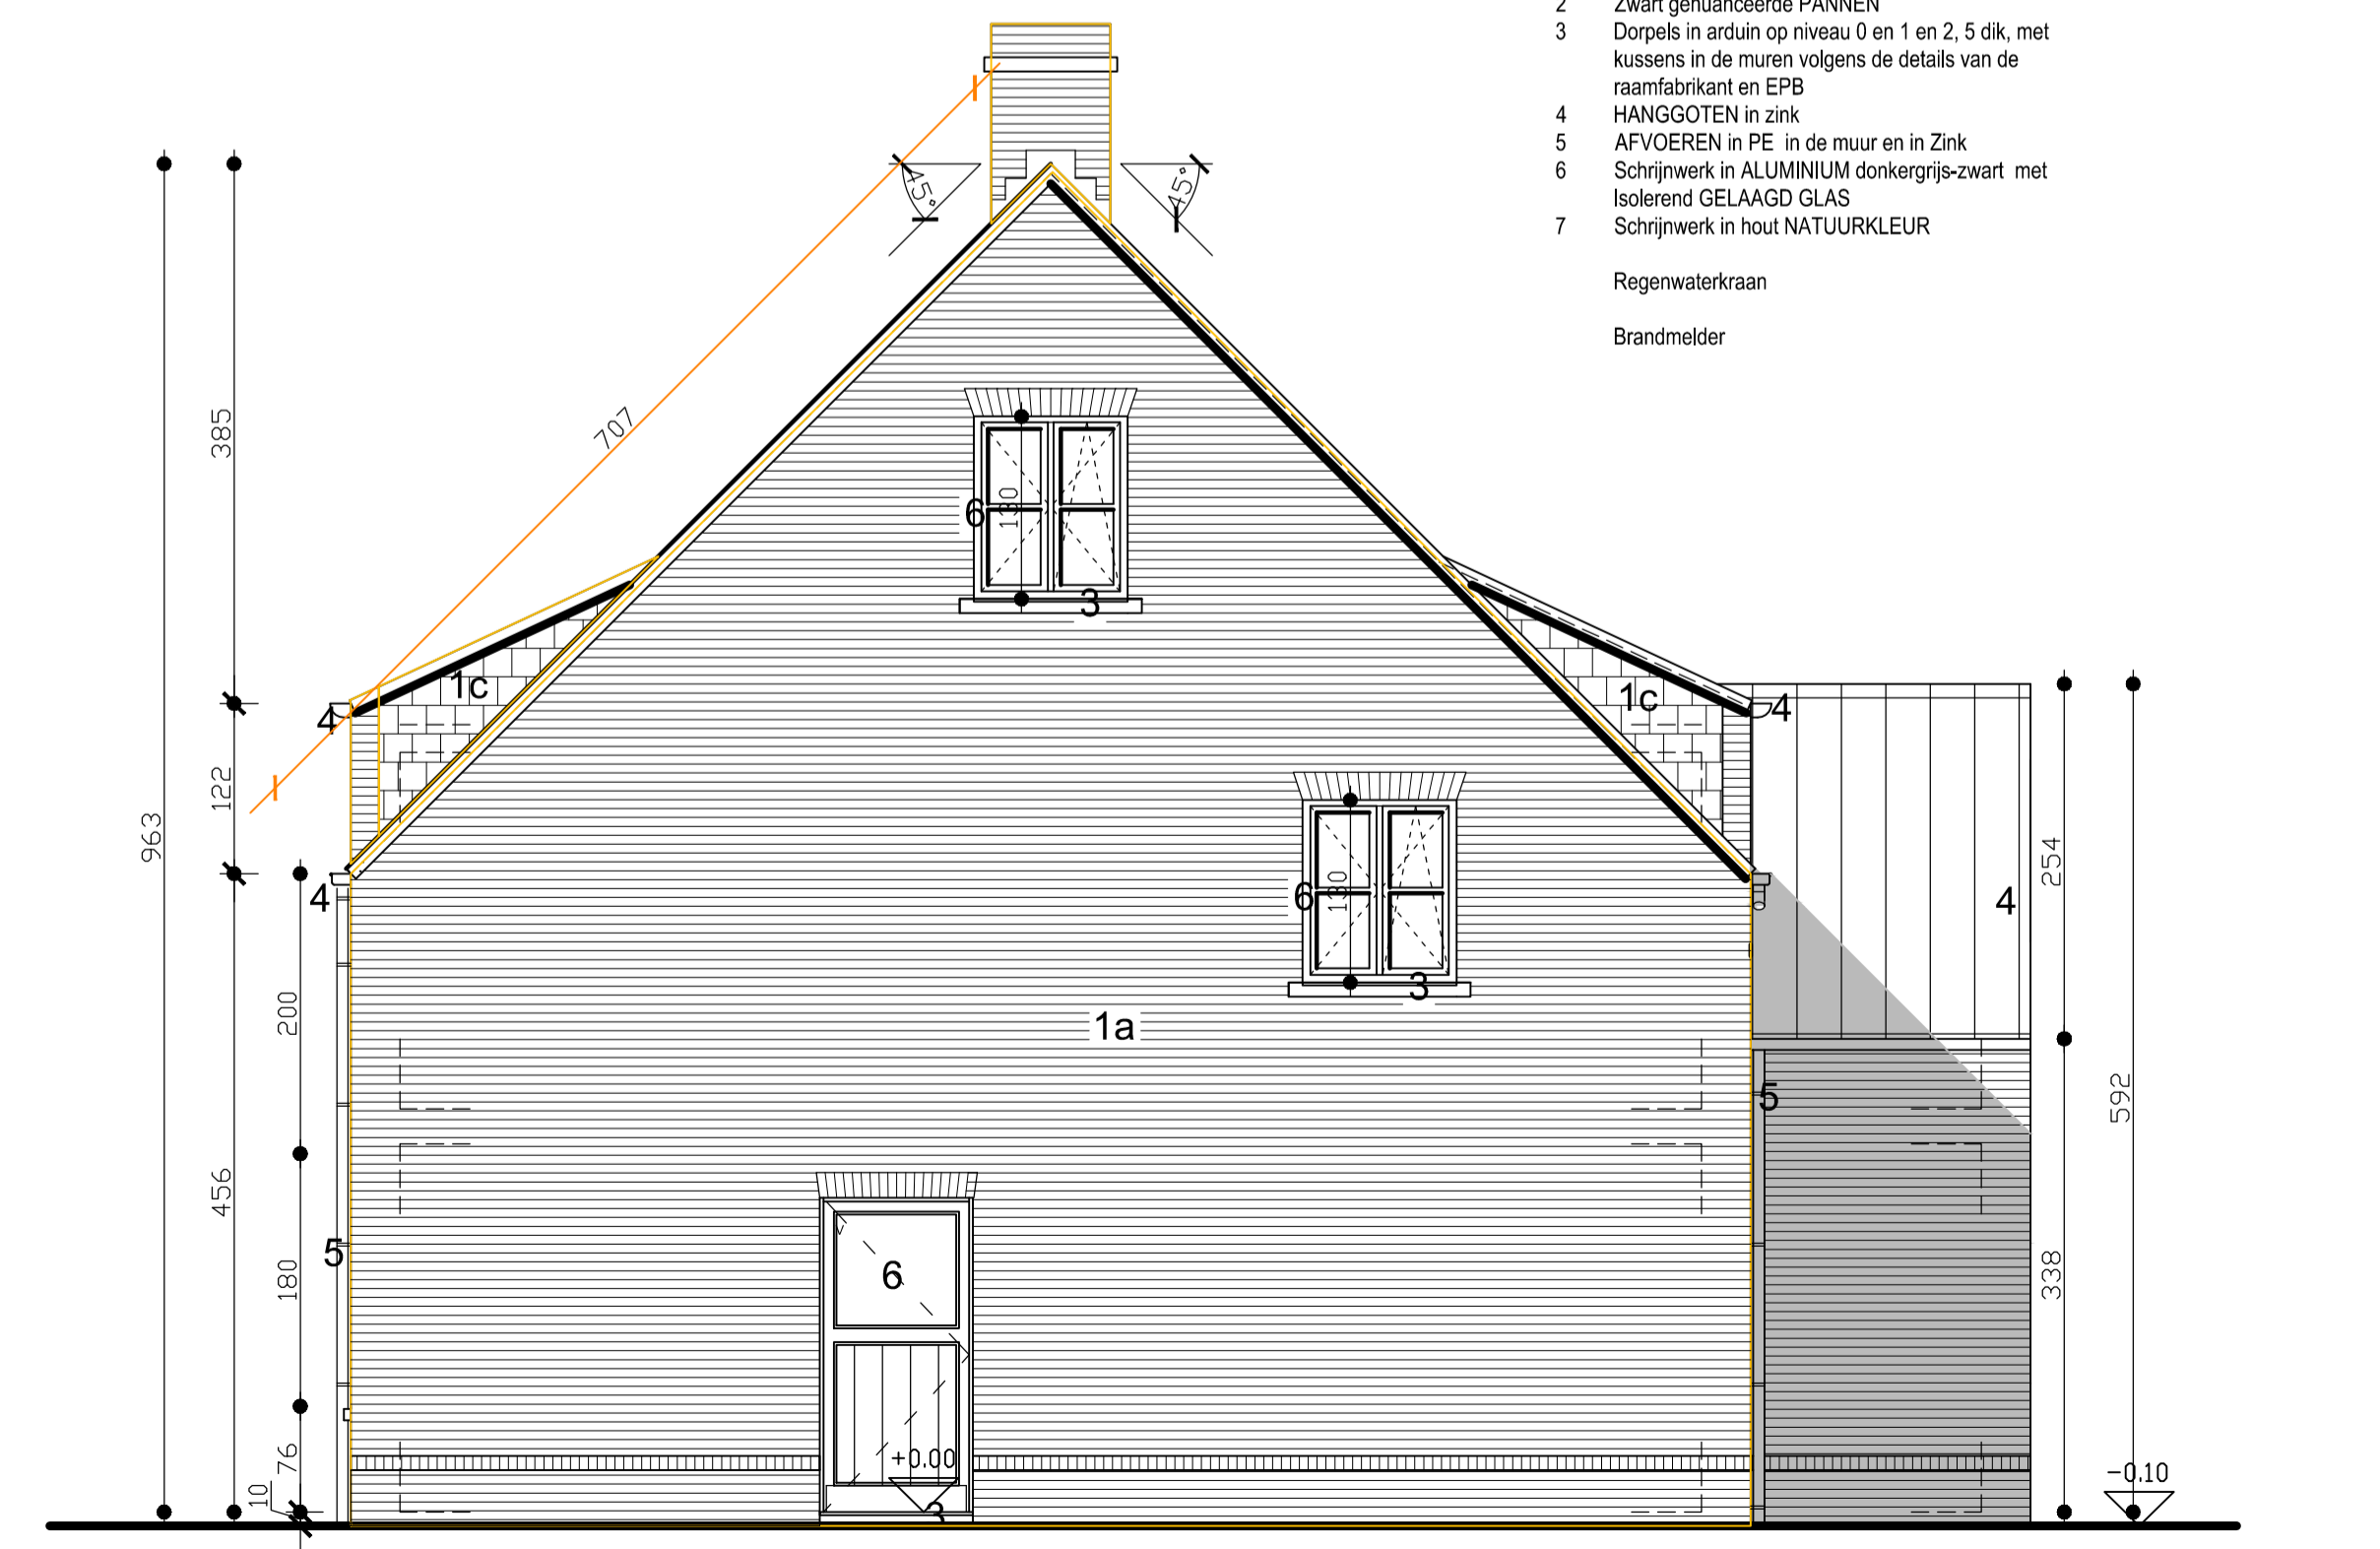 2 Zwart genuanceerde PANNEN
3 Dorpels in arduin op niveau 0 en 1 en 2, 5 dik, met
kussens in de muren volgens de details van de
raamfabrikant en EPB
4 HANGGOTEN in zink
5 AFVOEREN in PE in de muur en in Zink
6 Schrijnwerk in ALUMINIUM donkergrijs-zwart met
Isolerend GELAAGD GLAS
7 Schrijnwerk in hout NATUURKLEUR
Regenwaterkraan
Brandmelder
45°
45°
707
385
122
963
456
200
180
76
10
6
130
3
1c
1c
4
4
4
4
6
130
3
1a
5
5
6
+0.00
3
254
338
592
-0.10